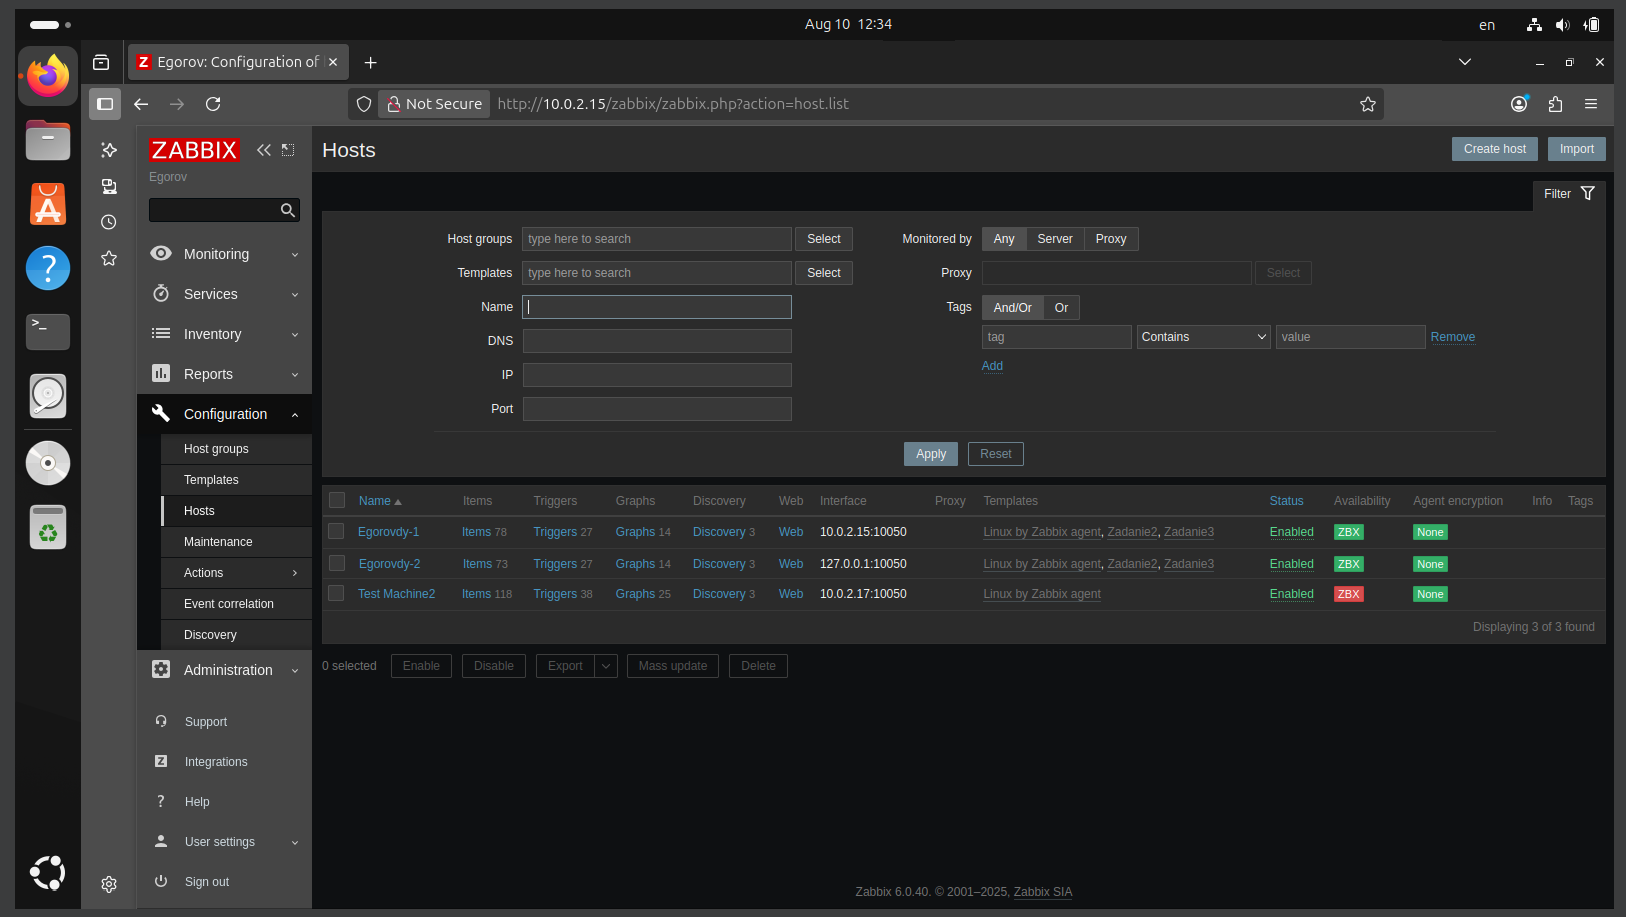 Aug 10 12:34
en
Egorov: Configuration of
Not Secure
http://10.0.2.15/zabbix/zabbix.php?action=host.list
ZABBIX
Egorov
Monitoring
Services
Inventory
Reports
Configuration
Host groups
Templates
Hosts
Maintenance
Actions
Event correlation
Discovery
Administration
Support
Integrations
Help
User settings
Sign out
Hosts
Create host
Import
Filter
Host groups type here to search Select
Templates type here to search Select
Name
DNS
IP
Port
Monitored by Any Server Proxy
Proxy Select
Tags And/Or Or
tag Contains value Remove
Add
Apply Reset
Name Items Triggers Graphs Discovery Web Interface Proxy Templates Status Availability Agent encryption Info Tags
Egorovdy-1 Items 78 Triggers 27 Graphs 14 Discovery 3 Web 10.0.2.15:10050 Linux by Zabbix agent, Zadanie2, Zadanie3 Enabled ZBX None
Egorovdy-2 Items 73 Triggers 27 Graphs 14 Discovery 3 Web 127.0.0.1:10050 Linux by Zabbix agent, Zadanie2, Zadanie3 Enabled ZBX None
Test Machine2 Items 118 Triggers 38 Graphs 25 Discovery 3 Web 10.0.2.17:10050 Linux by Zabbix agent Enabled ZBX None
Displaying 3 of 3 found
0 selected Enable Disable Export Mass update Delete
Zabbix 6.0.40. © 2001–2025, Zabbix SIA